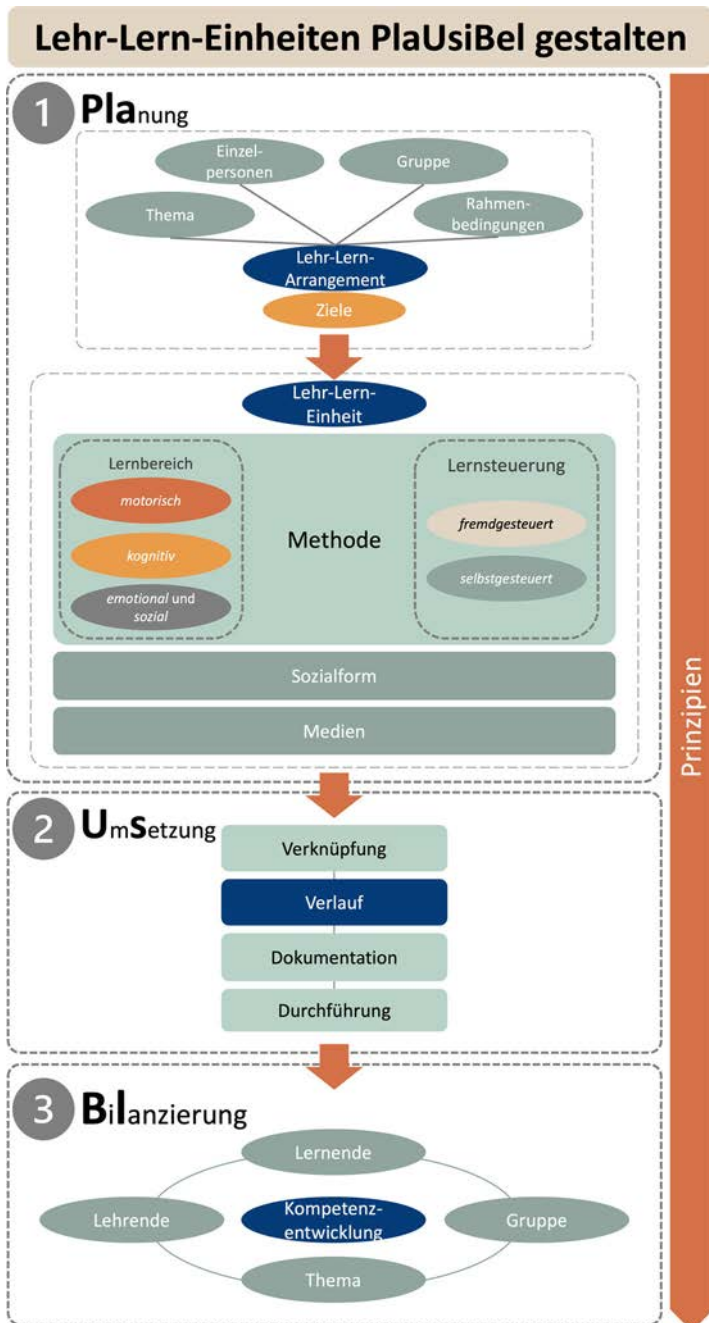 Lehr-Lern-Einheiten PlaUsiBel gestalten
1 Planung
Einzel-
personen
Gruppe
Thema
Rahmen-
bedingungen
Lehr-Lern-
Arrangement
Ziele
Lehr-Lern-
Einheit
Lernbereich
motorisch
kognitiv
emotional und
sozial
Methode
Lernsteuerung
fremdgesteuert
selbstgesteuert
Sozialform
Medien
2 UmSetzung
Verknüpfung
Verlauf
Dokumentation
Durchführung
3 Bilanzierung
Lernende
Lehrende
Kompetenz-
entwicklung
Gruppe
Thema
Prinzipien